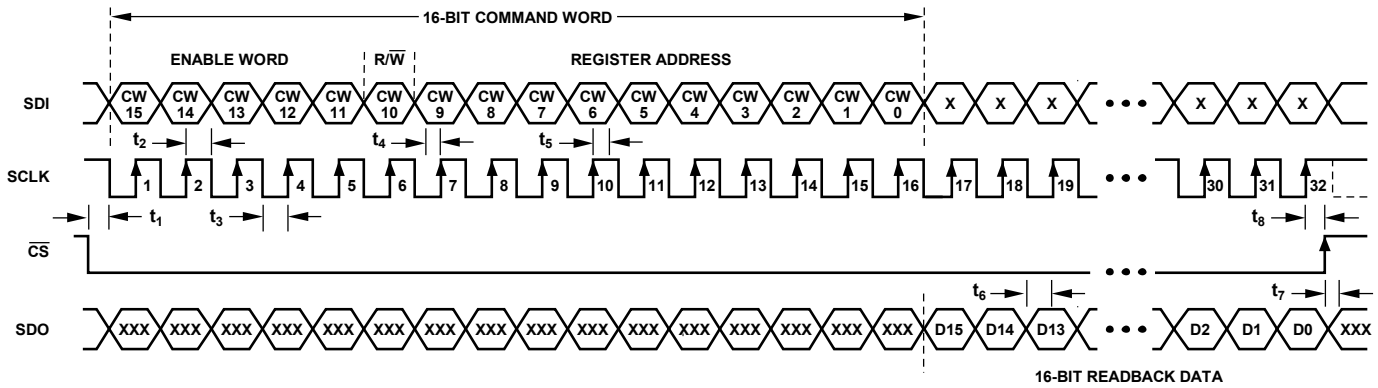 16-BIT COMMAND WORD
ENABLE WORD R/W̅ REGISTER ADDRESS
SDI CW 15 CW 14 CW 13 CW 12 CW 11 CW 10 CW 9 CW 8 CW 7 CW 6 CW 5 CW 4 CW 3 CW 2 CW 1 CW 0 X X X X X X
t2 t4 t5
SCLK 1 2 3 4 5 6 7 8 9 10 11 12 13 14 15 16 17 18 19 30 31 32
t1 t3 t8
C̅S̅
t6 t7
SDO XXX XXX XXX XXX XXX XXX XXX XXX XXX XXX XXX XXX XXX XXX XXX XXX D15 D14 D13 D2 D1 D0 XXX
16-BIT READBACK DATA